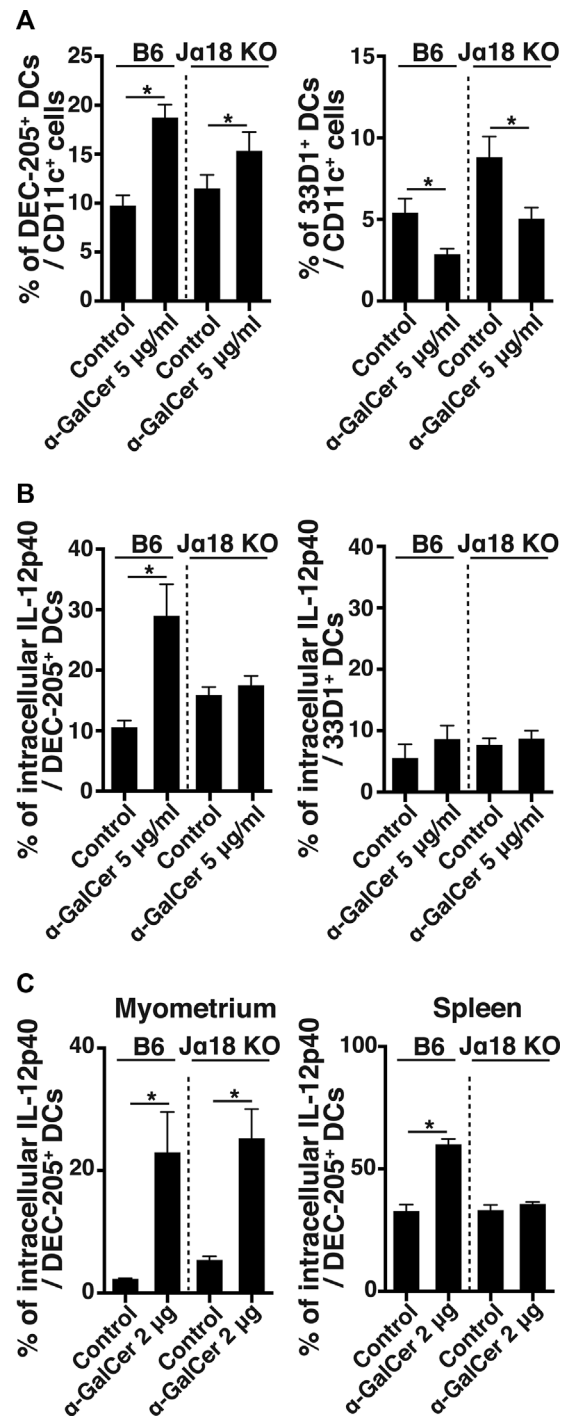 A
% of DEC-205⁺ DCs
/ CD11c⁺ cells
B6
Jα18 KO
*
*
25
20
15
10
5
0
Control
α-GalCer 5 µg/ml
Control
α-GalCer 5 µg/ml
% of 33D1⁺ DCs
/ CD11c⁺ cells
B6
Jα18 KO
*
*
15
10
5
0
Control
α-GalCer 5 µg/ml
Control
α-GalCer 5 µg/ml
B
% of intracellular IL-12p40
/ DEC-205⁺ DCs
B6
Jα18 KO
*
40
30
20
10
0
Control
α-GalCer 5 µg/ml
Control
α-GalCer 5 µg/ml
% of intracellular IL-12p40
/ 33D1⁺ DCs
B6
Jα18 KO
40
30
20
10
0
Control
α-GalCer 5 µg/ml
Control
α-GalCer 5 µg/ml
C
Myometrium
% of intracellular IL-12p40
/ DEC-205⁺ DCs
B6
Jα18 KO
*
*
40
20
0
Control
α-GalCer 2 µg
Control
α-GalCer 2 µg
Spleen
% of intracellular IL-12p40
/ DEC-205⁺ DCs
B6
Jα18 KO
*
100
50
0
Control
α-GalCer 2 µg
Control
α-GalCer 2 µg